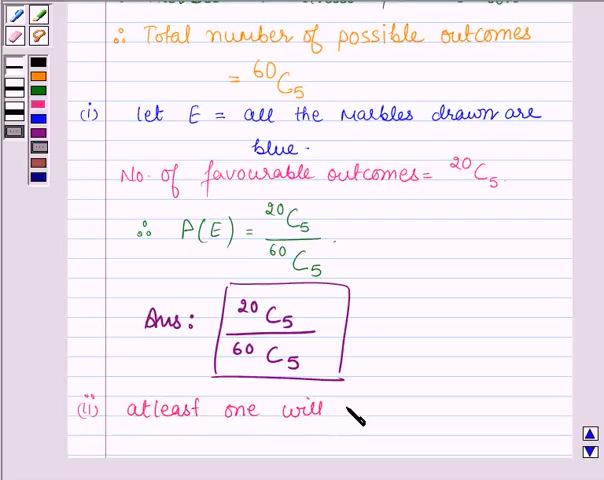 ∴ Total number of possible outcomes
= ⁶⁰C₅
(i) let E = all the marbles drawn are
blue.
No. of favourable outcomes = ²⁰C₅.
∴ P(E) = ²⁰C₅ / ⁶⁰C₅.
Ans: ²⁰C₅ / ⁶⁰C₅
(ii) atleast one will